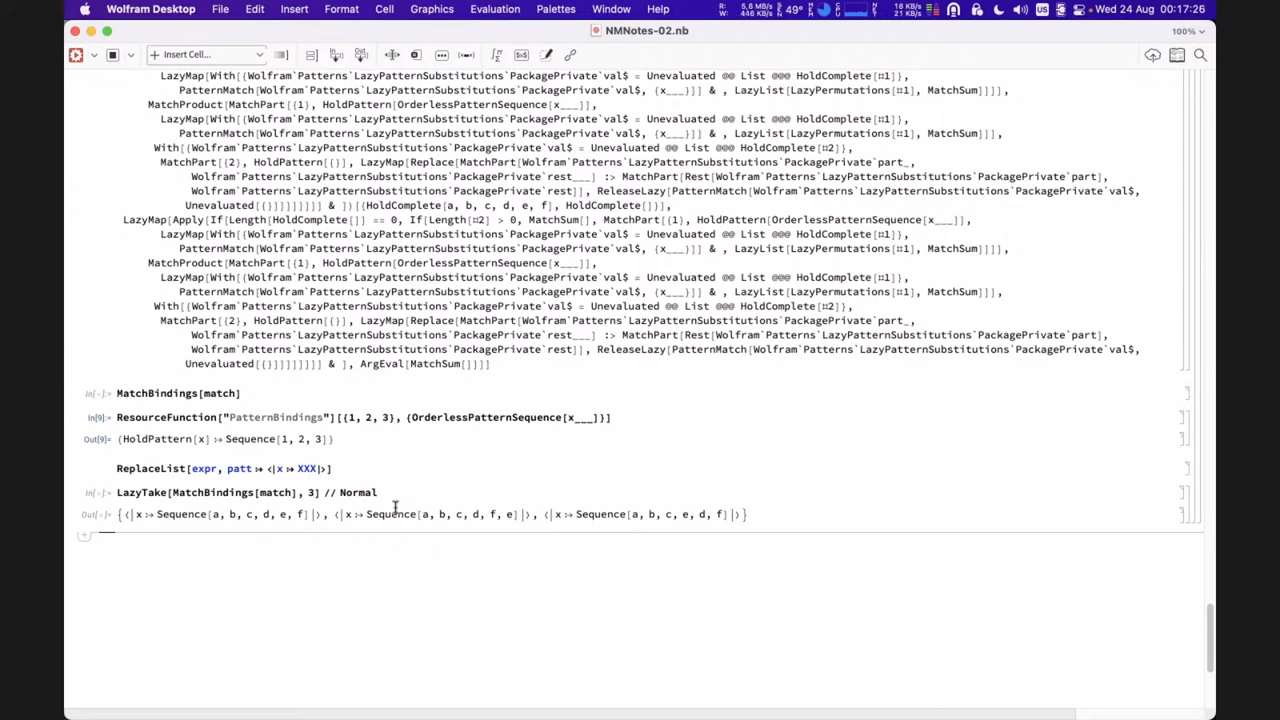 Wolfram Desktop File Edit Insert Format Cell Graphics Evaluation Palettes Window Help 5,6 MB/s 446 KB/s 49° 18 KB/s 21 KB/s US Wed 24 Aug 00:17:26
NMNotes-02.nb 100%
Insert Cell...
LazyMap[With[{Wolfram`Patterns`LazyPatternSubstitutions`PackagePrivate`val$ = Unevaluated @@ List @@@ HoldComplete[#1]},
PatternMatch[Wolfram`Patterns`LazyPatternSubstitutions`PackagePrivate`val$, {x___}]] & , LazyList[LazyPermutations[#1], MatchSum]]]],
MatchProduct[MatchPart[{1}, HoldPattern[OrderlessPatternSequence[x___]],
LazyMap[With[{Wolfram`Patterns`LazyPatternSubstitutions`PackagePrivate`val$ = Unevaluated @@ List @@@ HoldComplete[#1]},
PatternMatch[Wolfram`Patterns`LazyPatternSubstitutions`PackagePrivate`val$, {x___}]] & , LazyList[LazyPermutations[#1], MatchSum]]],
With[{Wolfram`Patterns`LazyPatternSubstitutions`PackagePrivate`val$ = Unevaluated @@ List @@@ HoldComplete[#2]},
MatchPart[{2}, HoldPattern[{}], LazyMap[Replace[MatchPart[Wolfram`Patterns`LazyPatternSubstitutions`PackagePrivate`part_,
Wolfram`Patterns`LazyPatternSubstitutions`PackagePrivate`rest___] :> MatchPart[Rest[Wolfram`Patterns`LazyPatternSubstitutions`PackagePrivate`part],
Wolfram`Patterns`LazyPatternSubstitutions`PackagePrivate`rest]], ReleaseLazy[PatternMatch[Wolfram`Patterns`LazyPatternSubstitutions`PackagePrivate`val$,
Unevaluated[{}]]]]]]]] & ])[{HoldComplete[a, b, c, d, e, f], HoldComplete[]}],
LazyMap[Apply[If[Length[HoldComplete[]] == 0, If[Length[#2] > 0, MatchSum[], MatchPart[{1}, HoldPattern[OrderlessPatternSequence[x___]],
LazyMap[With[{Wolfram`Patterns`LazyPatternSubstitutions`PackagePrivate`val$ = Unevaluated @@ List @@@ HoldComplete[#1]},
PatternMatch[Wolfram`Patterns`LazyPatternSubstitutions`PackagePrivate`val$, {x___}]] & , LazyList[LazyPermutations[#1], MatchSum]]]],
MatchProduct[MatchPart[{1}, HoldPattern[OrderlessPatternSequence[x___]],
LazyMap[With[{Wolfram`Patterns`LazyPatternSubstitutions`PackagePrivate`val$ = Unevaluated @@ List @@@ HoldComplete[#1]},
PatternMatch[Wolfram`Patterns`LazyPatternSubstitutions`PackagePrivate`val$, {x___}]] & , LazyList[LazyPermutations[#1], MatchSum]]],
With[{Wolfram`Patterns`LazyPatternSubstitutions`PackagePrivate`val$ = Unevaluated @@ List @@@ HoldComplete[#2]},
MatchPart[{2}, HoldPattern[{}], LazyMap[Replace[MatchPart[Wolfram`Patterns`LazyPatternSubstitutions`PackagePrivate`part_,
Wolfram`Patterns`LazyPatternSubstitutions`PackagePrivate`rest___] :> MatchPart[Rest[Wolfram`Patterns`LazyPatternSubstitutions`PackagePrivate`part],
Wolfram`Patterns`LazyPatternSubstitutions`PackagePrivate`rest]], ReleaseLazy[PatternMatch[Wolfram`Patterns`LazyPatternSubstitutions`PackagePrivate`val$,
Unevaluated[{}]]]]]]]] & ], ArgEval[MatchSum[]]]]
In[-]:= MatchBindings[match]
In[9]:= ResourceFunction["PatternBindings"][{1, 2, 3}, {OrderlessPatternSequence[x___]}]
Out[9]= {HoldPattern[x] ⧴ Sequence[1, 2, 3]}
ReplaceList[expr, patt ⧴ <|x ⧴ XXX|>]
In[-]:= LazyTake[MatchBindings[match], 3] // Normal
Out[-]= {<|x ⧴ Sequence[a, b, c, d, e, f]|>, <|x ⧴ Sequence[a, b, c, d, f, e]|>, <|x ⧴ Sequence[a, b, c, e, d, f]|>}